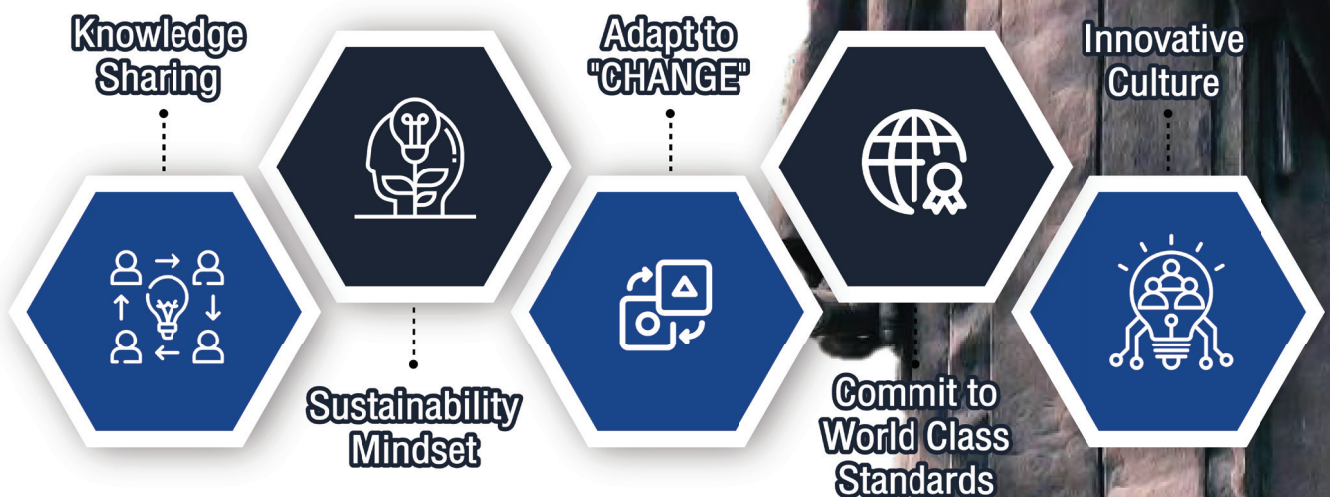 Knowledge
Sharing
Sustainability
Mindset
Adapt to
"CHANGE"
Commit to
World Class
Standards
Innovative
Culture